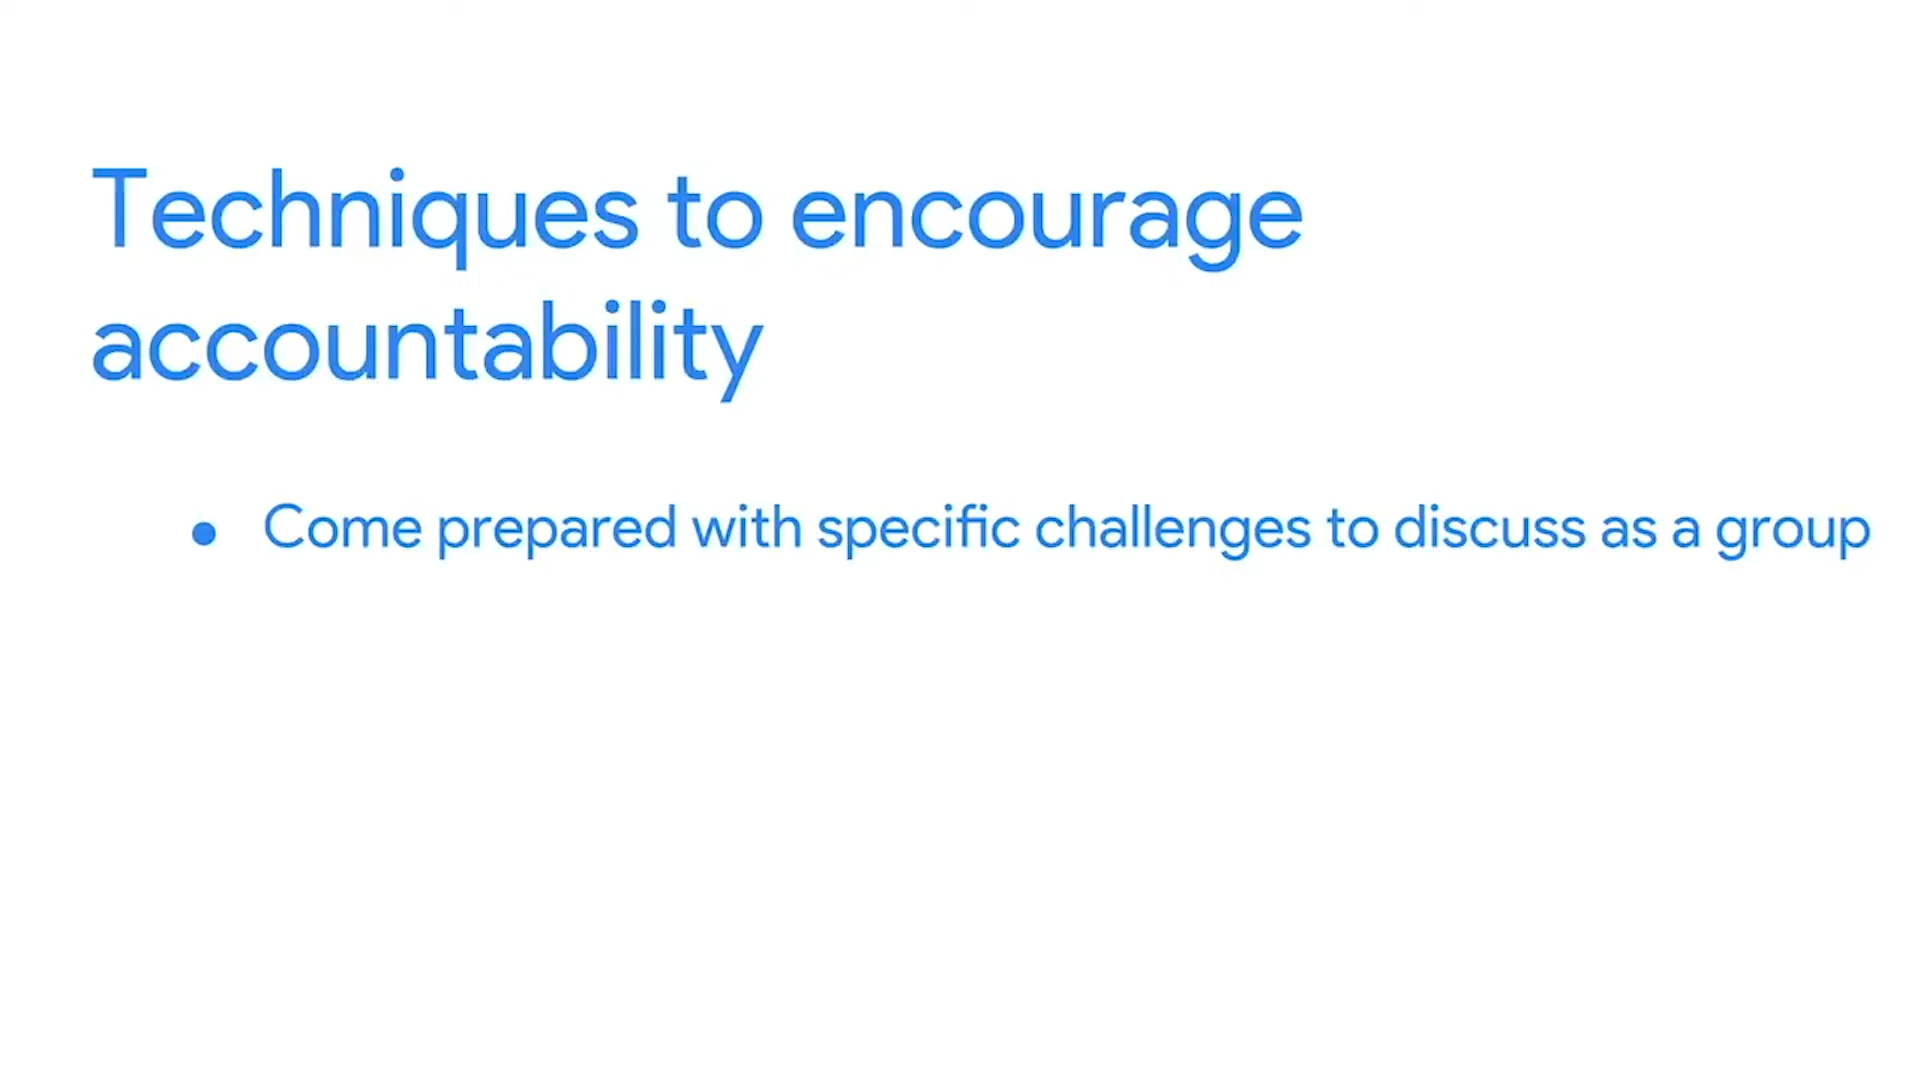 Techniques to encourage
accountability
● Come prepared with specific challenges to discuss as a group